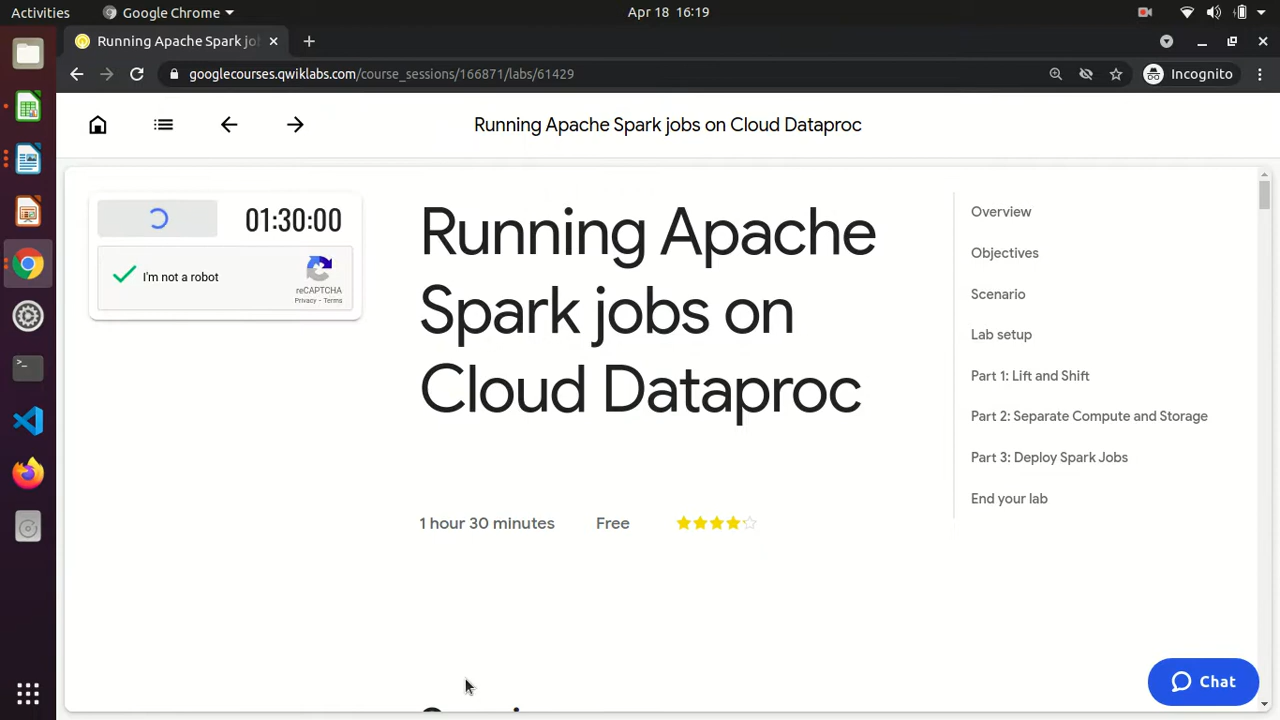 Activities
Google Chrome
Apr 18 16:19
Running Apache Spark jo
googlecourses.qwiklabs.com/course_sessions/166871/labs/61429
Incognito
Running Apache Spark jobs on Cloud Dataproc
01:30:00
I'm not a robot
reCAPTCHA
Privacy - Terms
Running Apache
Spark jobs on
Cloud Dataproc
1 hour 30 minutes
Free
Overview
Objectives
Scenario
Lab setup
Part 1: Lift and Shift
Part 2: Separate Compute and Storage
Part 3: Deploy Spark Jobs
End your lab
Chat